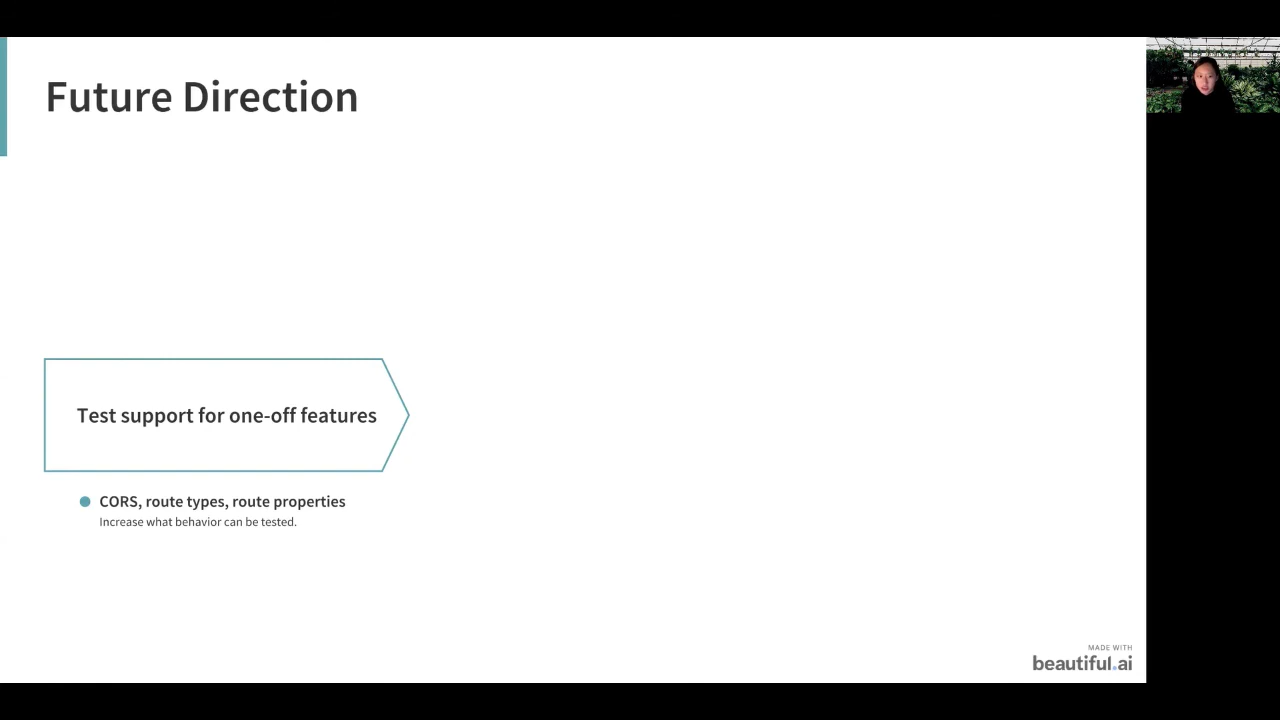 Future Direction
Test support for one-off features
CORS, route types, route properties
Increase what behavior can be tested.
MADE WITH
beautiful.ai